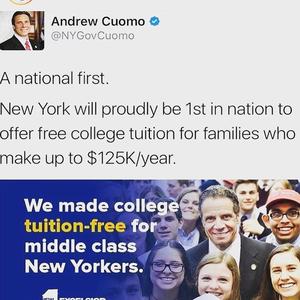 Andrew Cuomo
@NYGovCuomo
A national first.
New York will proudly be 1st in nation to
offer free college tuition for families who
make up to $125K/year.
We made college
tuition-free for
middle class
New Yorkers.
EXCELSIOR